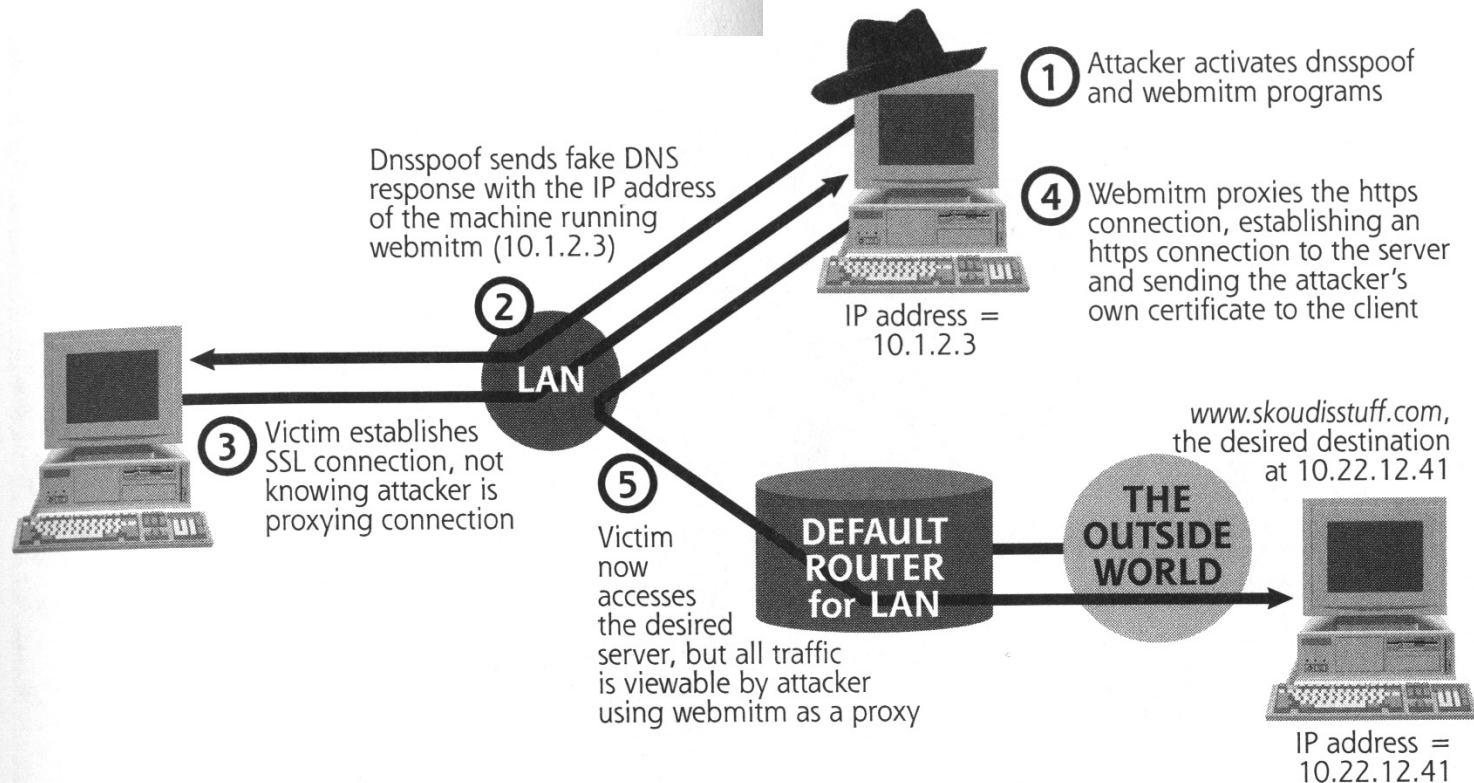 1
Attacker activates dnsspoof
and webmitm programs
Dnsspoof sends fake DNS
response with the IP address
of the machine running
webmitm (10.1.2.3)
2
4
Webmitm proxies the https
connection, establishing an
https connection to the server
and sending the attacker's
own certificate to the client
IP address =
10.1.2.3
LAN
3
Victim establishes
SSL connection, not
knowing attacker is
proxying connection
5
Victim
now
accesses
the desired
server, but all traffic
is viewable by attacker
using webmitm as a proxy
DEFAULT
ROUTER
for LAN
THE
OUTSIDE
WORLD
www.skoudisstuff.com,
the desired destination
at 10.22.12.41
IP address =
10.22.12.41